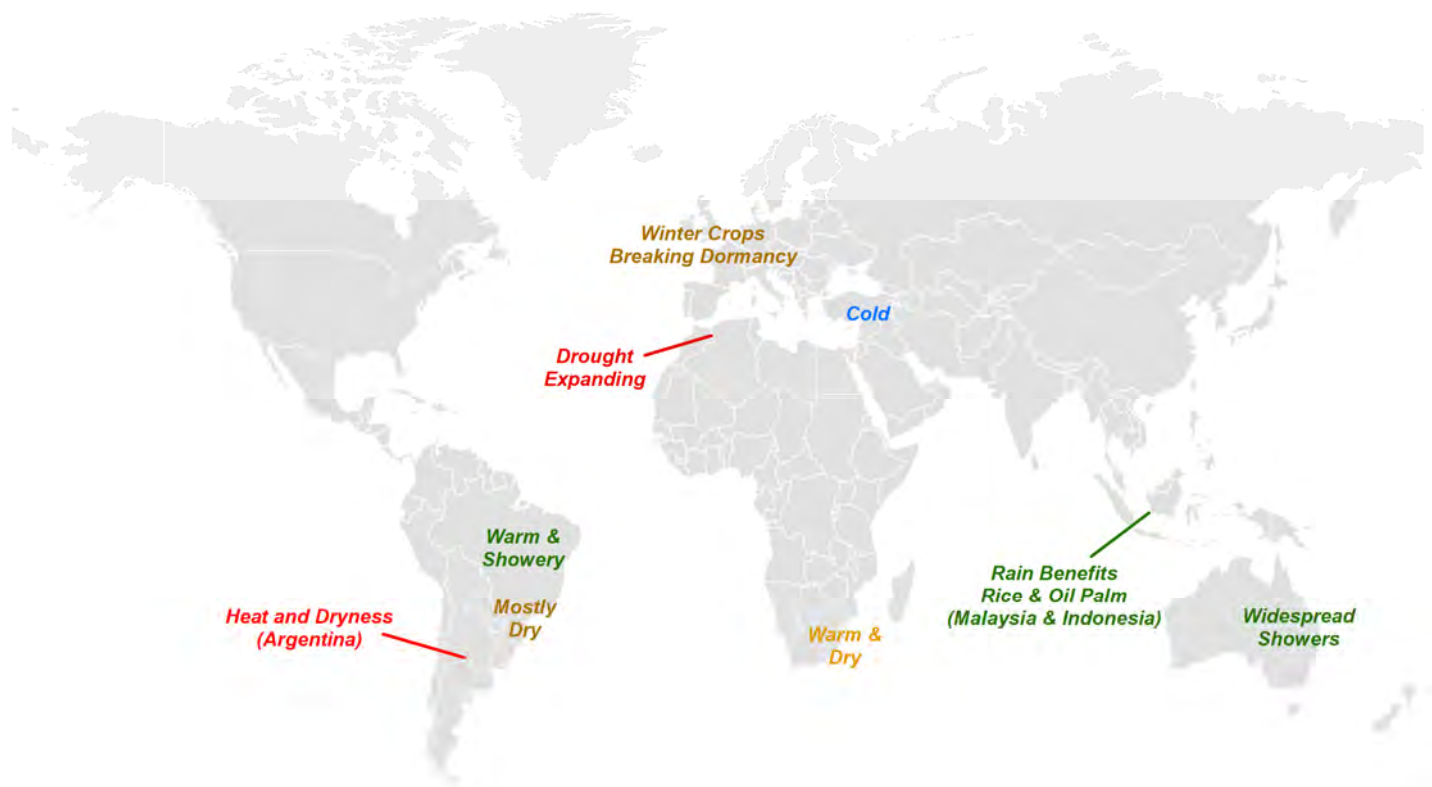 Winter Crops
Breaking Dormancy
Cold
Drought
Expanding
Warm &
Showery
Mostly
Dry
Heat and Dryness
(Argentina)
Warm &
Dry
Rain Benefits
Rice & Oil Palm
(Malaysia & Indonesia)
Widespread
Showers